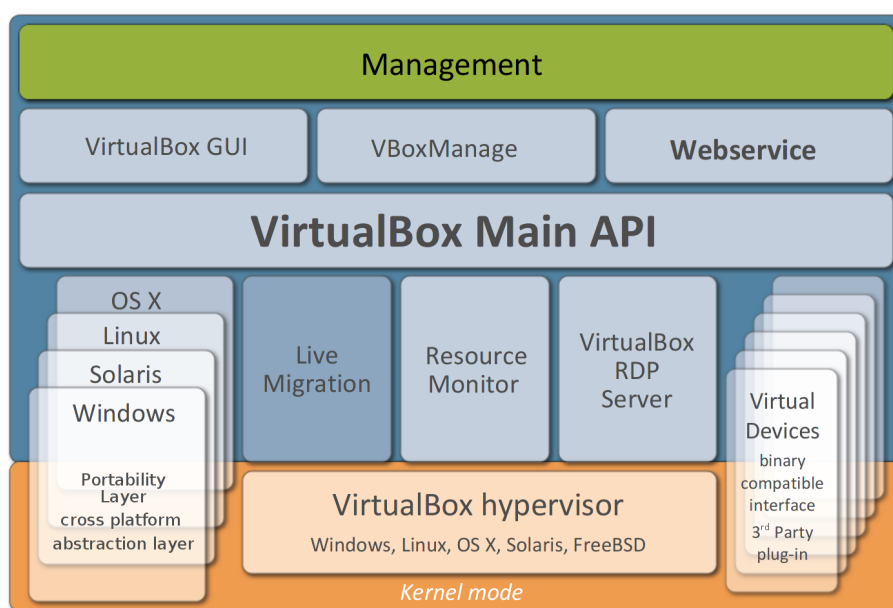 Management
VirtualBox GUI
VBoxManage
Webservice
VirtualBox Main API
OS X
Linux
Solaris
Windows
Portability
Layer
cross platform
abstraction layer
Live
Migration
Resource
Monitor
VirtualBox
RDP
Server
Virtual
Devices
binary
compatible
interface
3rd Party
plug-in
VirtualBox hypervisor
Windows, Linux, OS X, Solaris, FreeBSD
Kernel mode